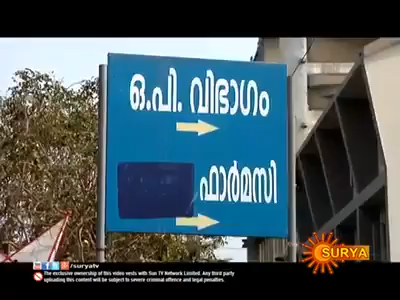 ഒ.പി. വിഭാഗം
ഫാർമസി
SURYA
/suryatv
The exclusive ownership of this video vests with Sun TV Network Limited. Any third party
uploading this content will be subject to severe criminal offence and legal penalties.